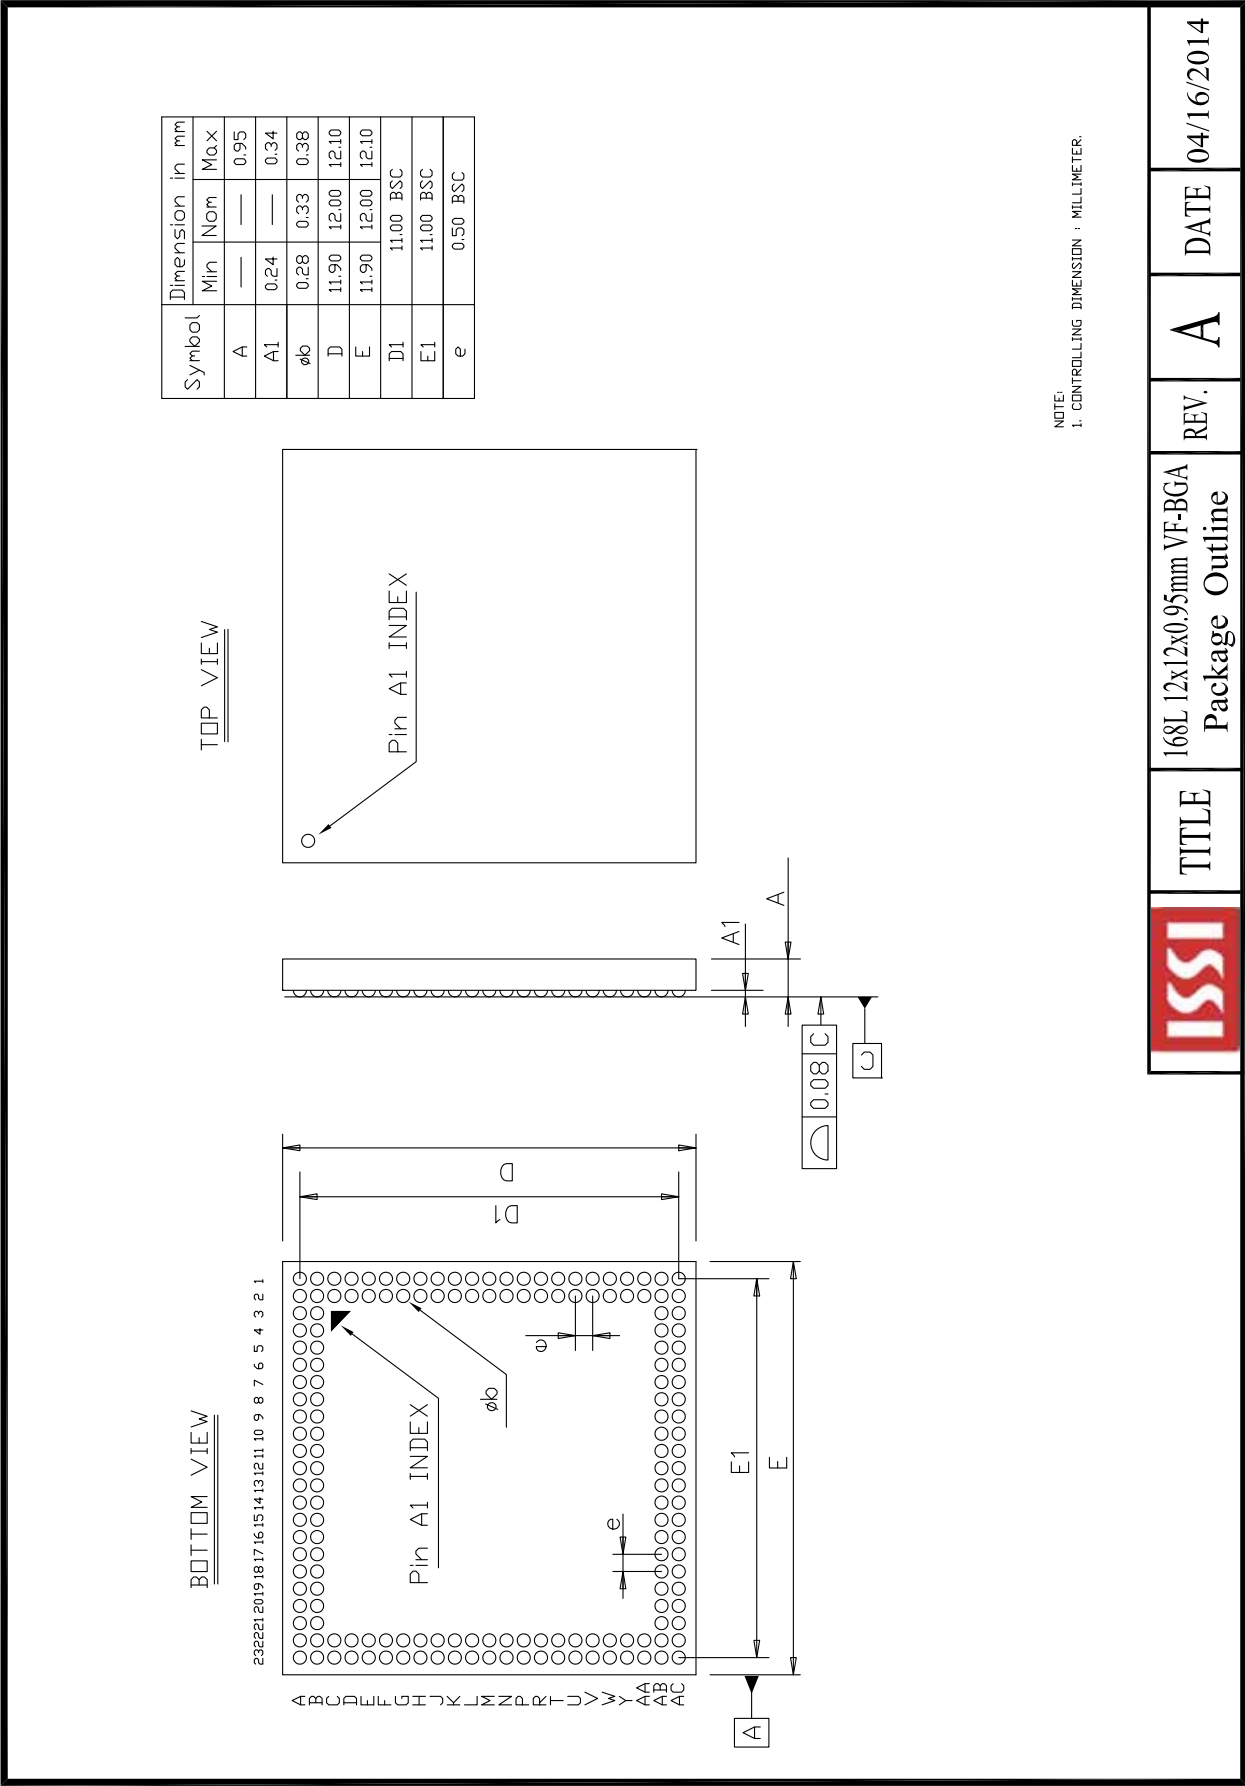 BOTTOM VIEW
23 22 21 20 19 18 17 16 15 14 13 12 11 10 9 8 7 6 5 4 3 2 1
A
B
C
D
E
F
G
H
J
K
L
M
N
P
R
T
U
V
W
Y
AA
AB
AC
Pin A1 INDEX
øb
e
e
E1
E
A
D
D1
A1
A
0.08 C
C
TOP VIEW
Pin A1 INDEX
Symbol Dimension in mm
Min Nom Max
A — — 0.95
A1 0.24 — 0.34
øb 0.28 0.33 0.38
D 11.90 12.00 12.10
E 11.90 12.00 12.10
D1 11.00 BSC
E1 11.00 BSC
e 0.50 BSC
NOTE:
1. CONTROLLING DIMENSION : MILLIMETER.
ISSI
TITLE
168L 12x12x0.95mm VF-BGA
Package Outline
REV.
A
DATE
04/16/2014